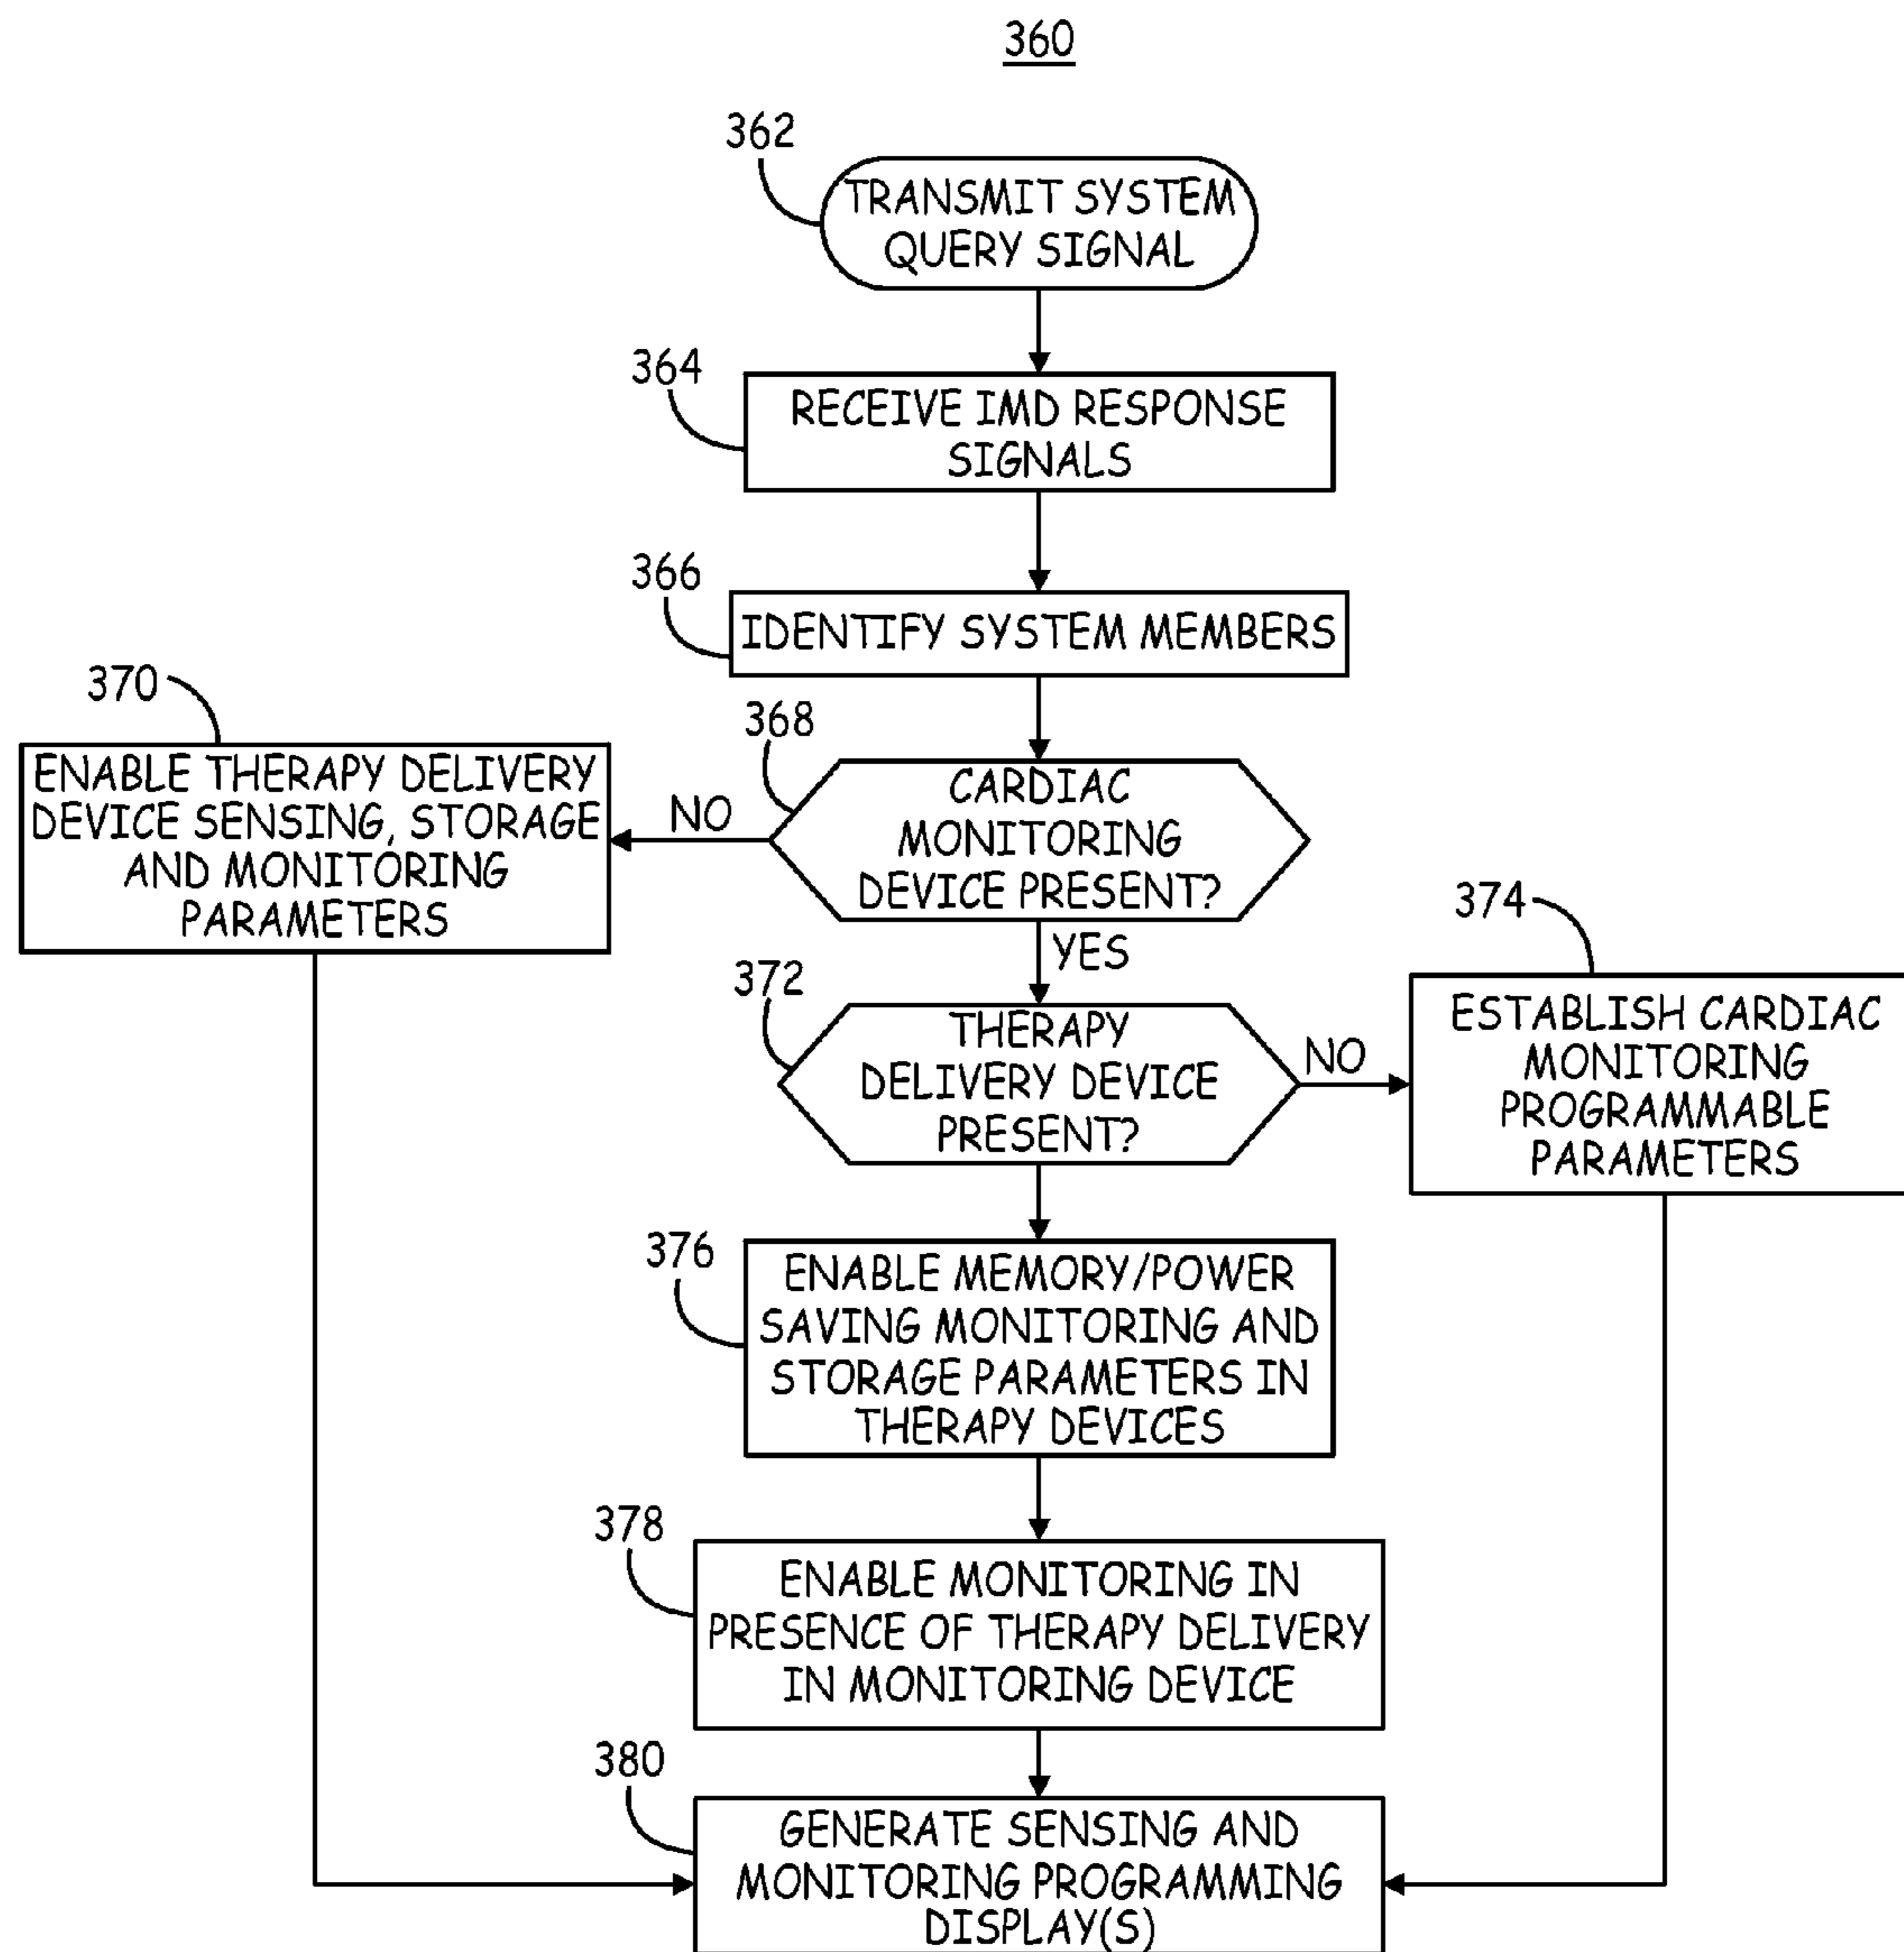 360
362
TRANSMIT SYSTEM
QUERY SIGNAL
364
RECEIVE IMD RESPONSE
SIGNALS
366
IDENTIFY SYSTEM MEMBERS
368
CARDIAC
MONITORING
DEVICE PRESENT?
NO
370
ENABLE THERAPY DELIVERY
DEVICE SENSING, STORAGE
AND MONITORING
PARAMETERS
YES
372
THERAPY
DELIVERY DEVICE
PRESENT?
NO
374
ESTABLISH CARDIAC
MONITORING
PROGRAMMABLE
PARAMETERS
376
ENABLE MEMORY/POWER
SAVING MONITORING AND
STORAGE PARAMETERS IN
THERAPY DEVICES
378
ENABLE MONITORING IN
PRESENCE OF THERAPY DELIVERY
IN MONITORING DEVICE
380
GENERATE SENSING AND
MONITORING PROGRAMMING
DISPLAY(S)